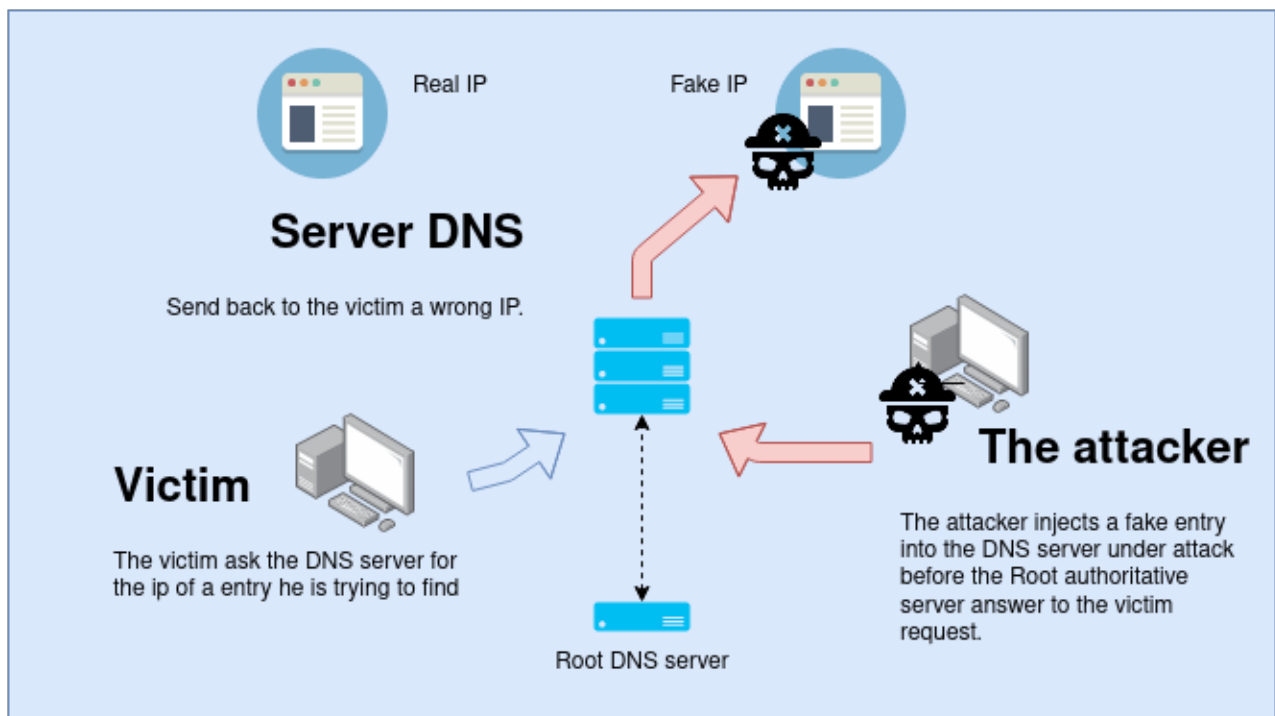 Real IP
Fake IP
Server DNS
Send back to the victim a wrong IP.
Victim
The victim ask the DNS server for
the ip of a entry he is trying to find
The attacker
The attacker injects a fake entry
into the DNS server under attack
before the Root authoritative
server answer to the victim
request.
Root DNS server